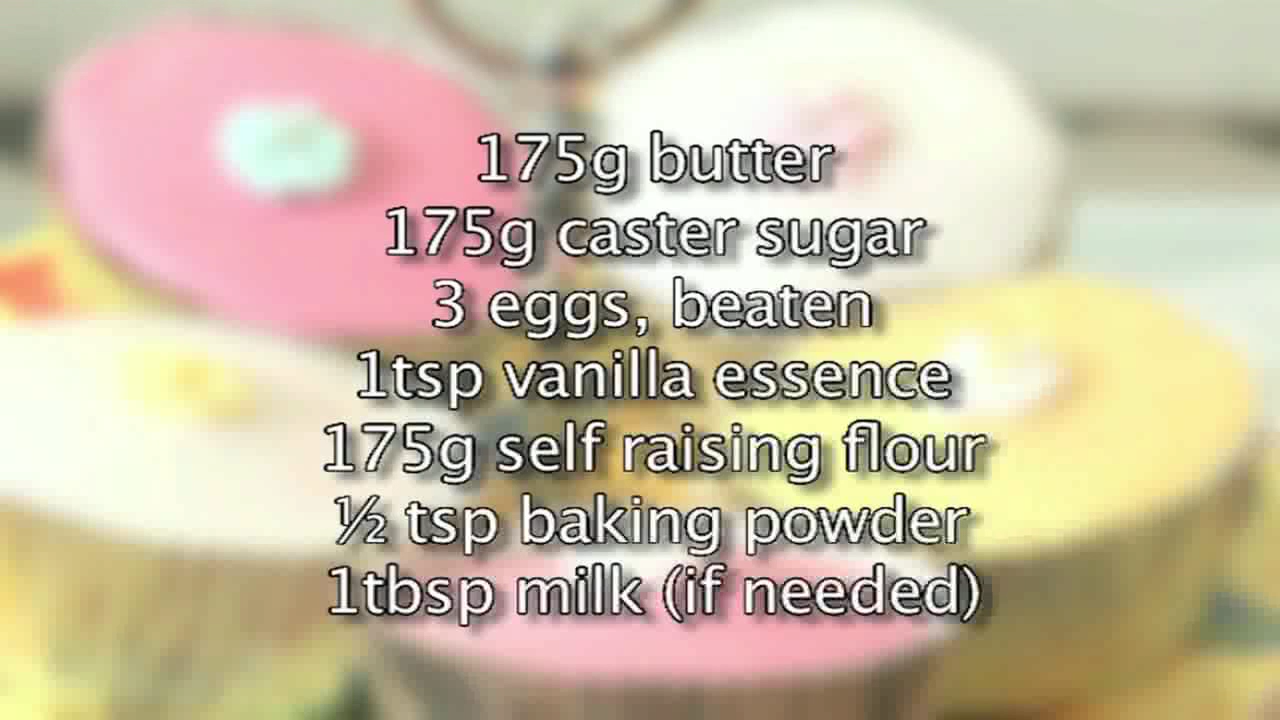 175g butter
175g caster sugar
3 eggs, beaten
1tsp vanilla essence
175g self raising flour
½ tsp baking powder
1tbsp milk (if needed)